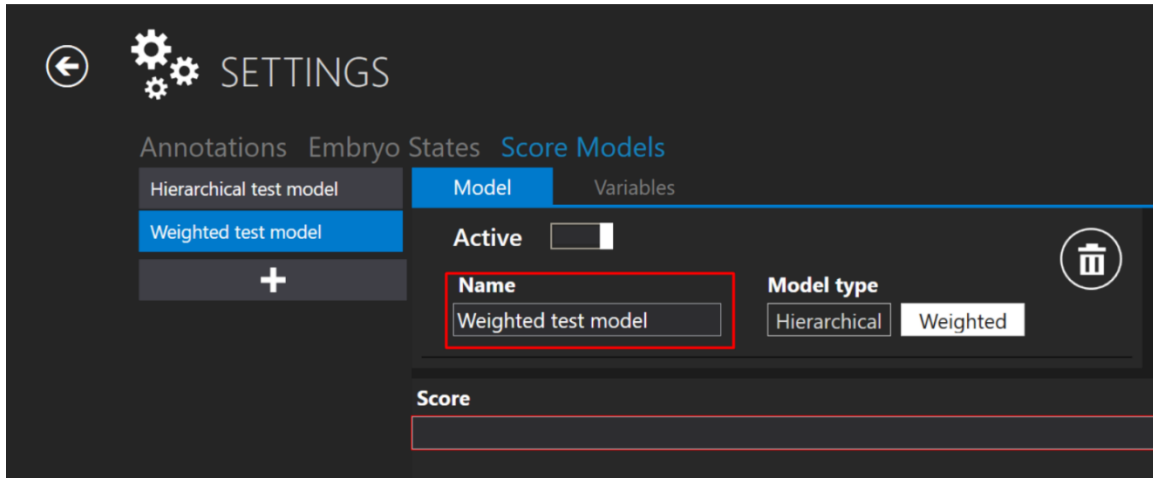 SETTINGS
Annotations Embryo States Score Models
Hierarchical test model
Weighted test model
Model Variables
Active
Name
Weighted test model
Model type
Hierarchical Weighted
Score